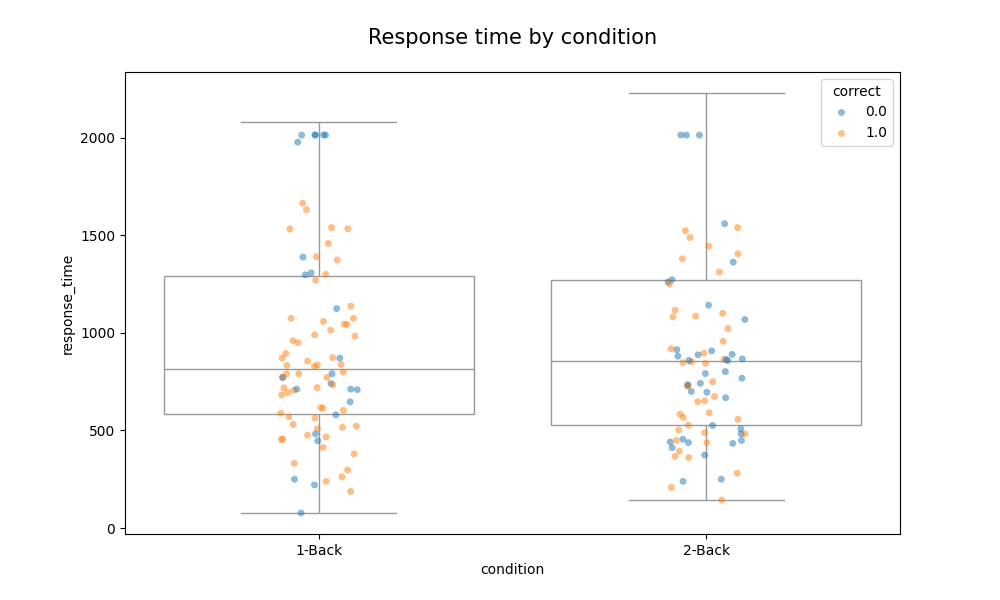 Response time by condition
correct
0.0
1.0
2000
1500
1000
500
0
response_time
1-Back
2-Back
condition